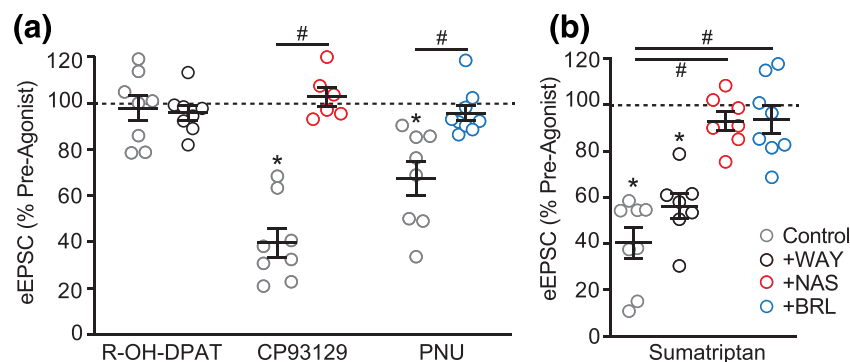 (a)
eEPSC (% Pre-Agonist)
120
100
80
60
40
20
0
#
#
*
*
R-OH-DPAT CP93129 PNU
(b)
eEPSC (% Pre-Agonist)
120
100
80
60
40
20
0
#
#
*
*
Control
+WAY
+NAS
+BRL
Sumatriptan